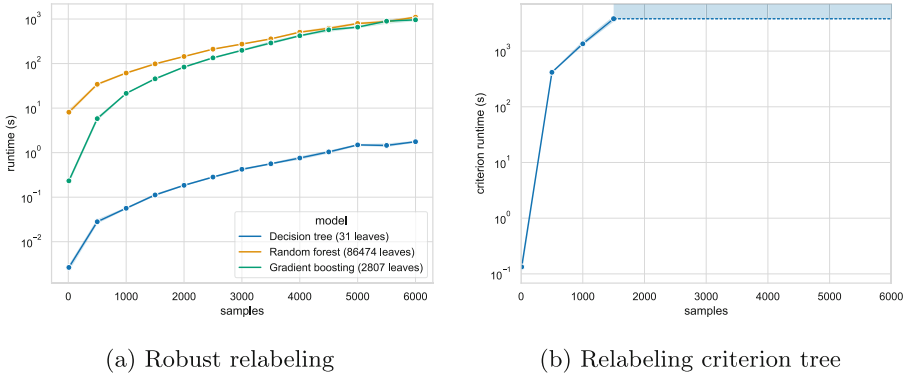 10³
10²
10¹
10⁰
10⁻¹
10⁻²
runtime (s)
model
Decision tree (31 leaves)
Random forest (86474 leaves)
Gradient boosting (2807 leaves)
0 1000 2000 3000 4000 5000 6000
samples
(a) Robust relabeling
10³
10²
10¹
10⁰
10⁻¹
criterion runtime (s)
0 1000 2000 3000 4000 5000 6000
samples
(b) Relabeling criterion tree